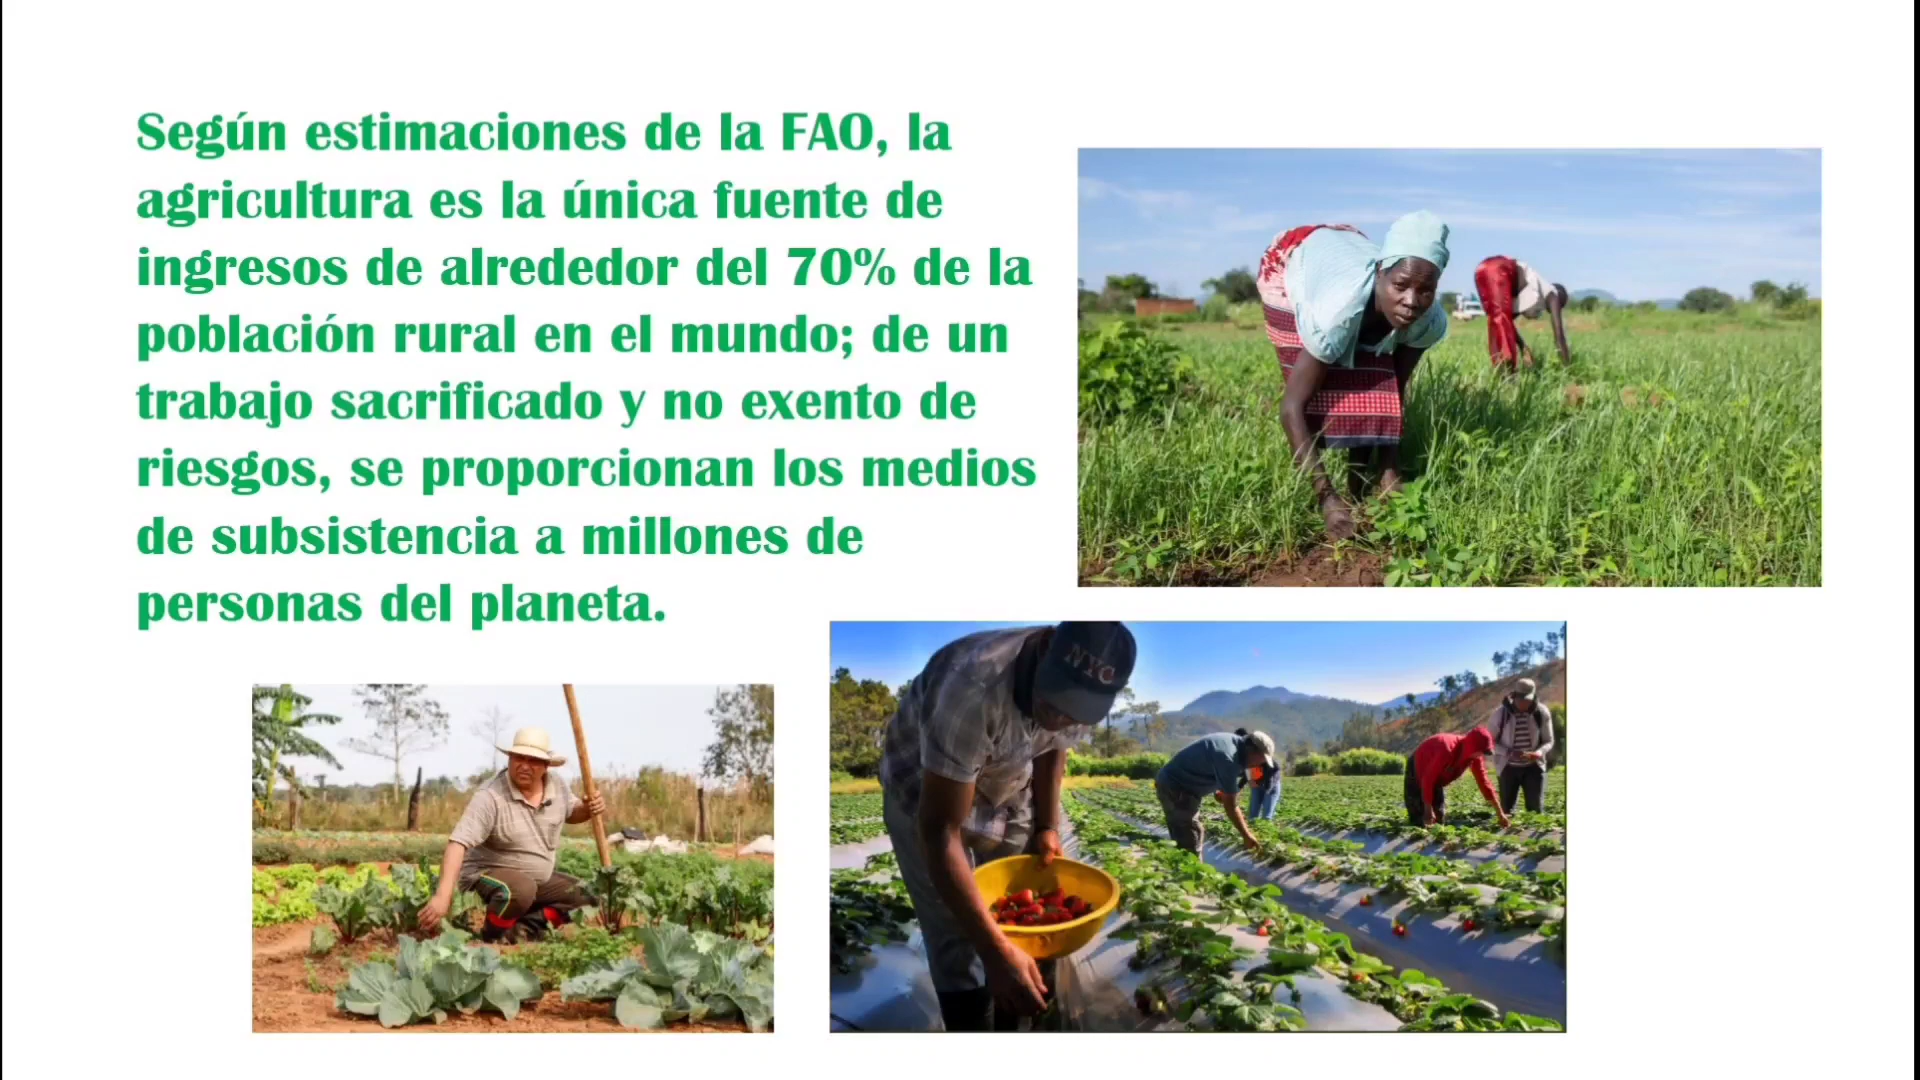 Según estimaciones de la FAO, la
agricultura es la única fuente de
ingresos de alrededor del 70% de la
población rural en el mundo; de un
trabajo sacrificado y no exento de
riesgos, se proporcionan los medios
de subsistencia a millones de
personas del planeta.
NYC